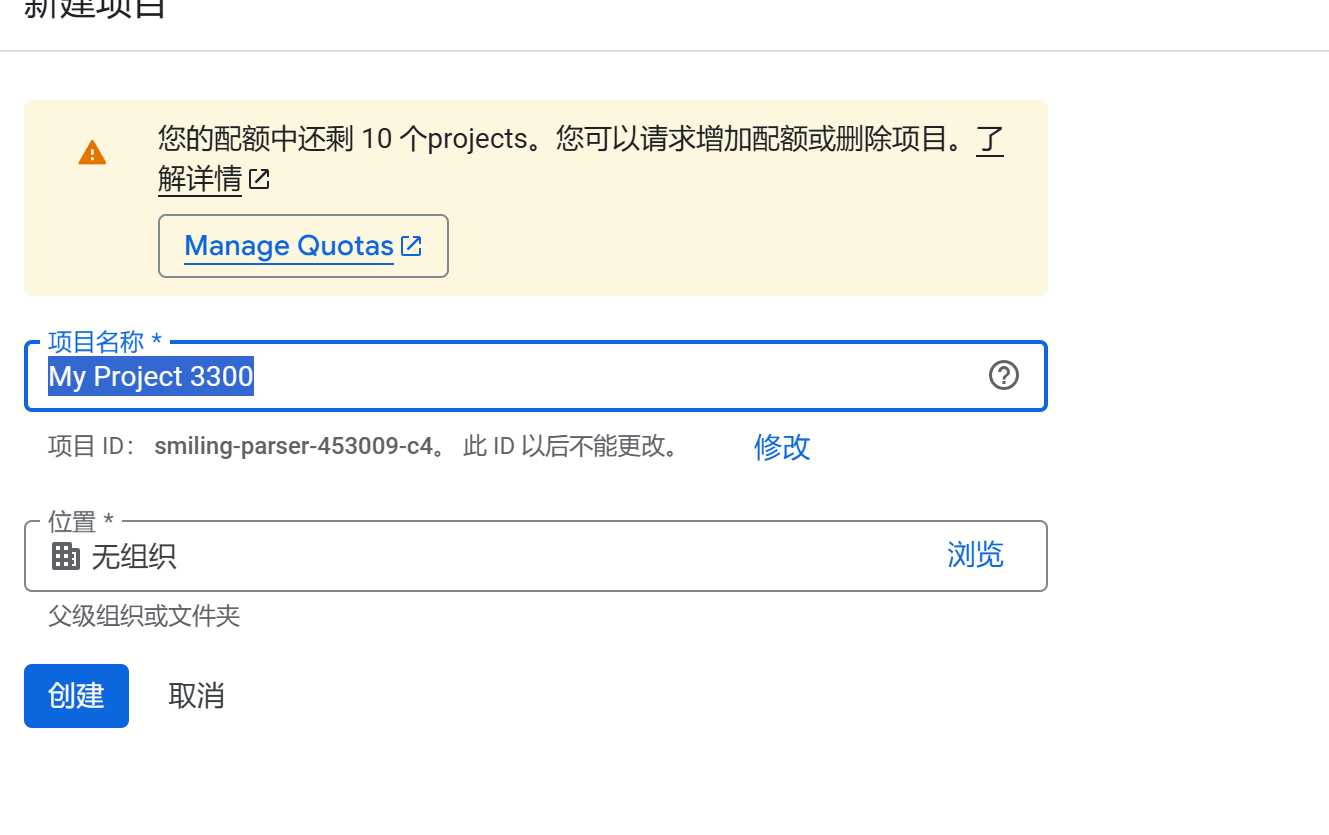 新建项目
您的配额中还剩 10 个projects。您可以请求增加配额或删除项目。了
解详情
Manage Quotas
项目名称 *
My Project 3300
项目 ID： smiling-parser-453009-c4。 此 ID 以后不能更改。 修改
位置 *
无组织 浏览
父级组织或文件夹
创建 取消